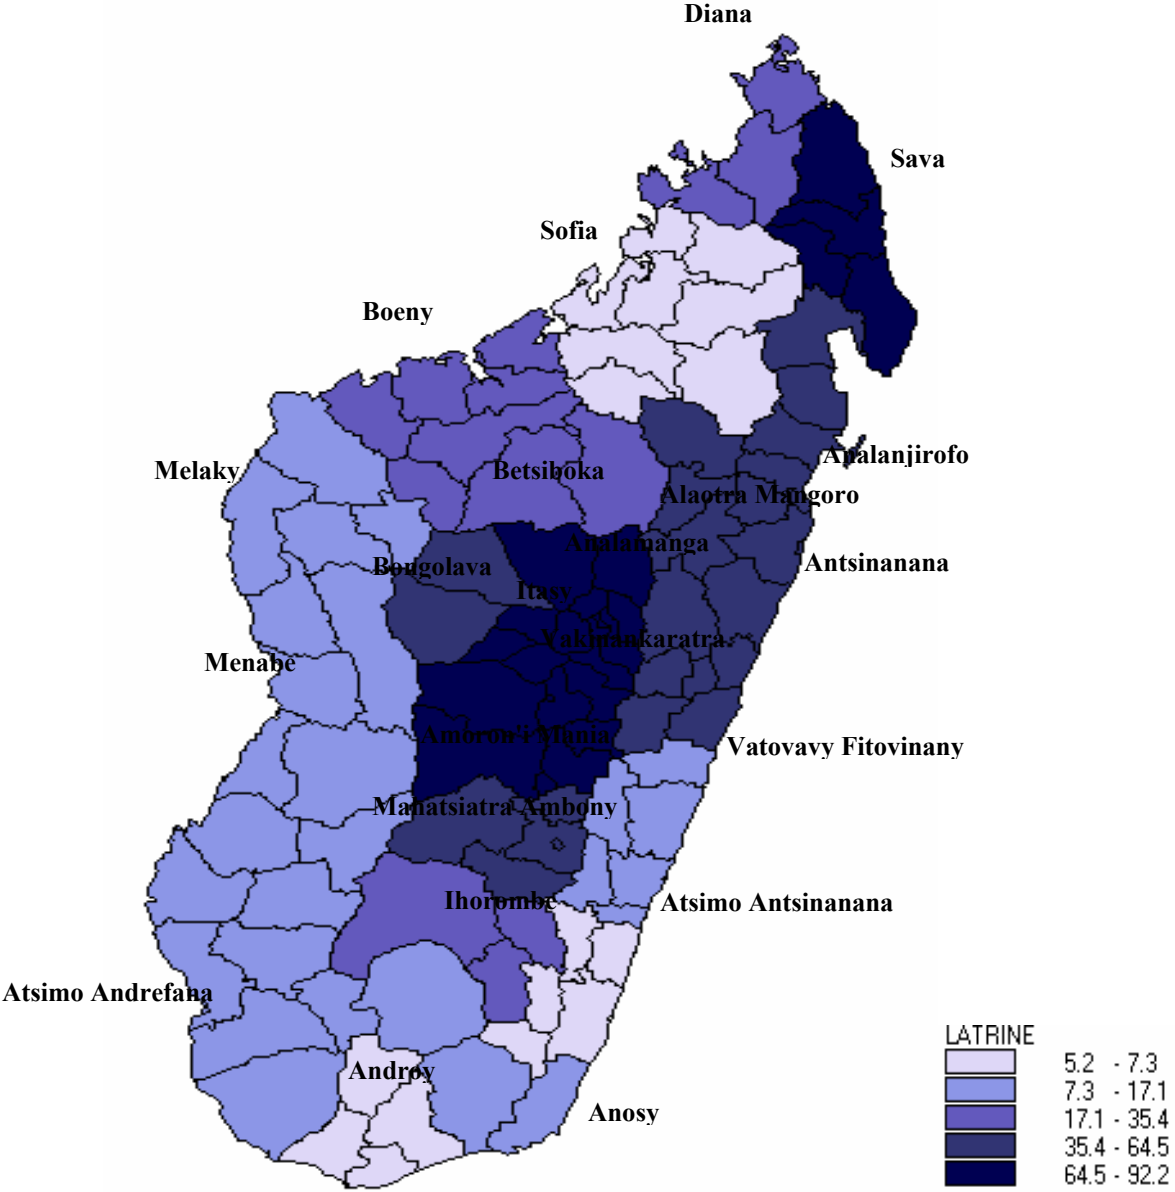 Diana
Sava
Sofia
Boeny
Analanjirofo
Melaky
Betsiboka
Alaotra Mangoro
Analamanga
Antsinanana
Bongolava
Itasy
Vakinankaratra
Menabe
Amoron'i Mania
Vatovavy Fitovinany
Mahatsiatra Ambony
Ihorombe
Atsimo Antsinanana
Atsimo Andrefana
LATRINE
5.2 - 7.3
Androy
7.3 - 17.1
Anosy
17.1 - 35.4
35.4 - 64.5
64.5 - 92.2